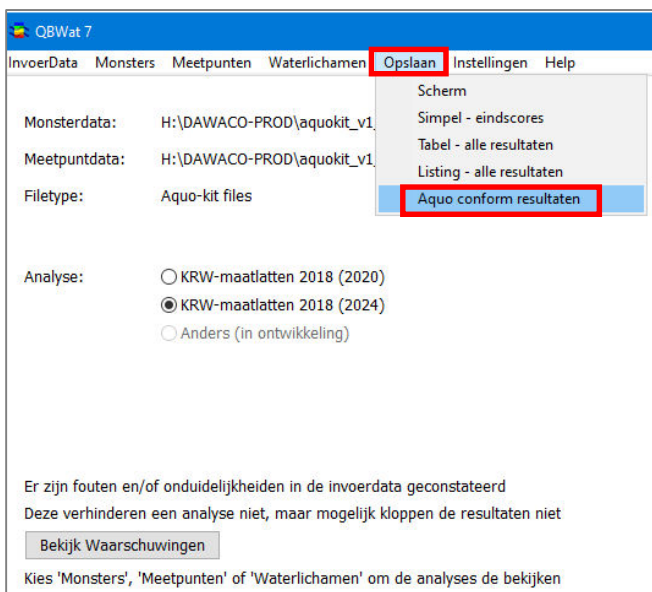 QBWat 7
InvoerData Monsters Meetpunten Waterlichamen Opslaan Instellingen Help
Scherm
Simpel - eindscores
Tabel - alle resultaten
Listing - alle resultaten
Aquo conform resultaten
Monsterdata: H:\DAWACO-PROD\aquokit_v1_
Meetpuntdata: H:\DAWACO-PROD\aquokit_v1_
Filetype: Aquo-kit files
Analyse: KRW-maatlatten 2018 (2020)
KRW-maatlatten 2018 (2024)
Anders (in ontwikkeling)
Er zijn fouten en/of onduidelijkheiden in de invoerdata geconstateerd
Deze verhinderen een analyse niet, maar mogelijk kloppen de resultaten niet
Bekijk Waarschuwingen
Kies 'Monsters', 'Meetpunten' of 'Waterlichamen' om de analyses de bekijken